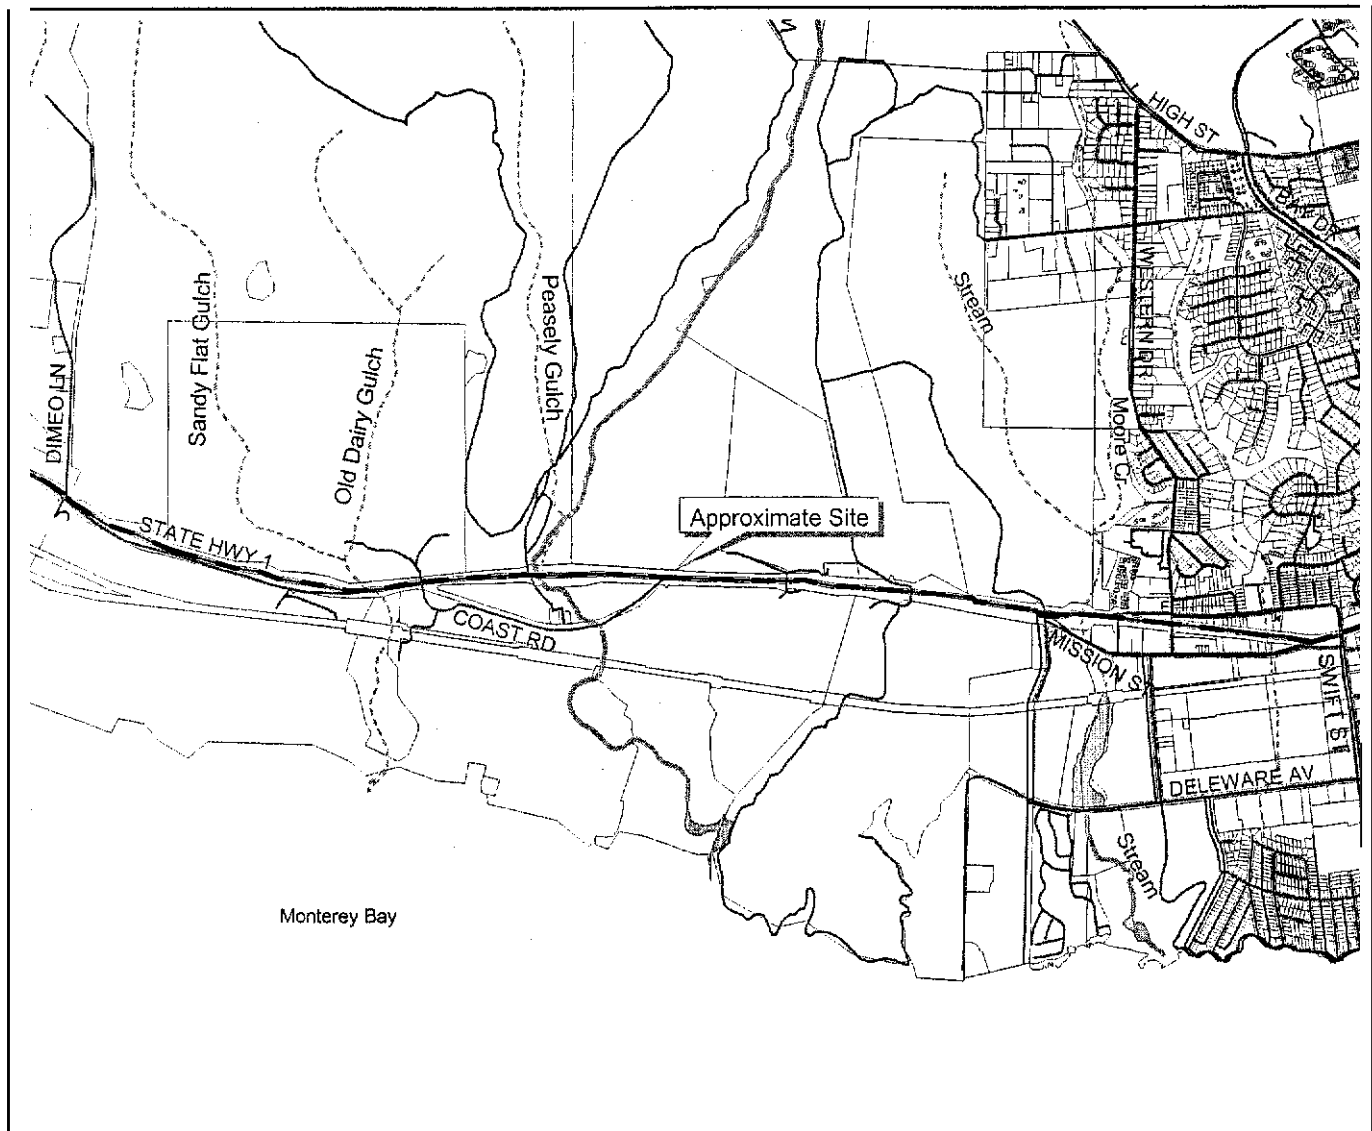 HIGH ST
WESTERN DR
Sandy Flat Gulch
Old Dairy Gulch
Peasely Gulch
Stream
DIMEO LN
Moore Cr
Approximate Site
STATE HWY 1
COAST RD
MISSION S
SWIFT ST
DELEWARE AV
Stream
Monterey Bay